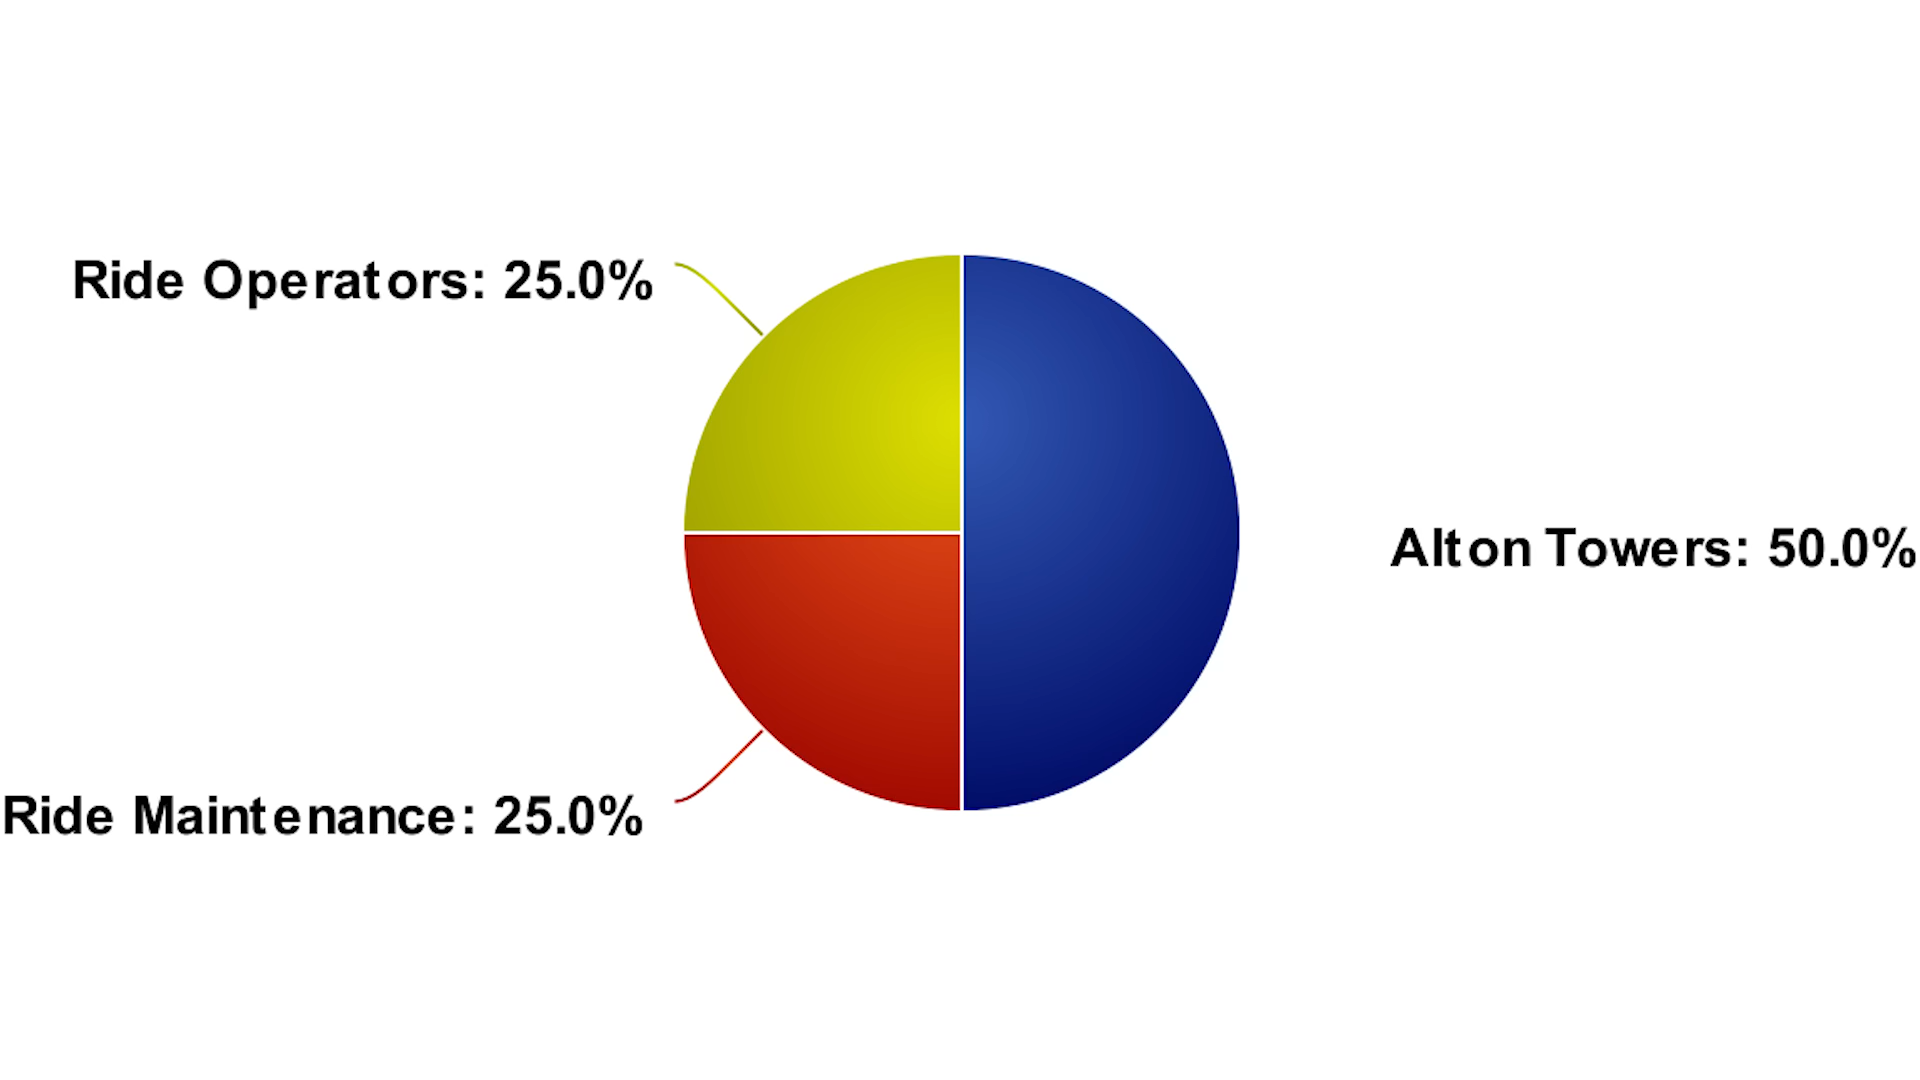 Ride Operators: 25.0%
Alton Towers: 50.0%
Ride Maintenance: 25.0%